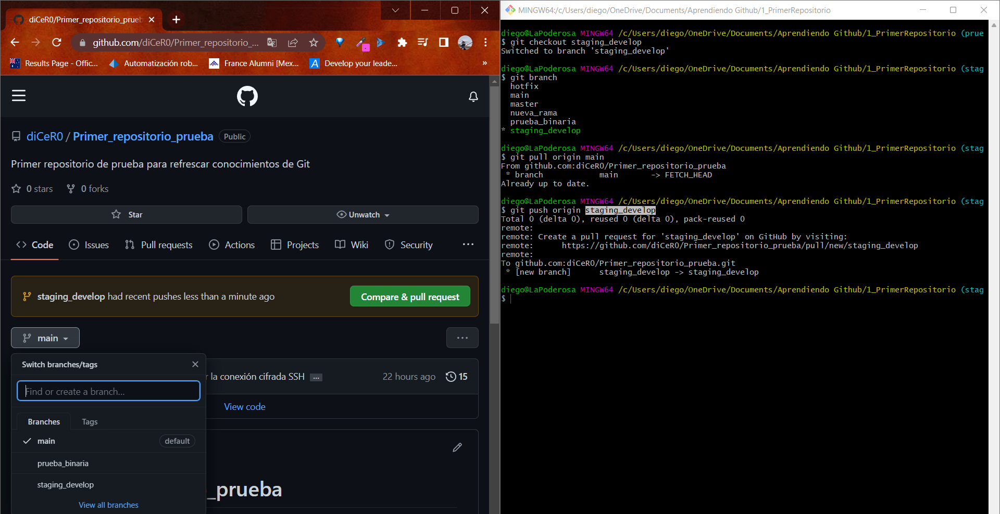 diCeR0/Primer_repositorio_prueb
github.com/diCeR0/Primer_repositorio_...
Results Page - Offic...
Automatización rob...
France Alumni [Mex...
Develop your leade...
»
diCeR0 / Primer_repositorio_prueba Public
Primer repositorio de prueba para refrescar conocimientos de Git
0 stars 0 forks
Star
Unwatch
Code Issues Pull requests Actions Projects Wiki Security ...
staging_develop had recent pushes less than a minute ago
Compare & pull request
main
...
Switch branches/tags
r la conexión cifrada SSH ...
22 hours ago
15
Find or create a branch...
View code
Branches Tags
main default
prueba_binaria
staging_develop
View all branches
_prueba
MINGW64:/c/Users/diego/OneDrive/Documents/Aprendiendo Github/1_PrimerRepositorio
diego@LaPoderosa MINGW64 /c/Users/diego/OneDrive/Documents/Aprendiendo Github/1_PrimerRepositorio (prue
$ git checkout staging_develop
Switched to branch 'staging_develop'
diego@LaPoderosa MINGW64 /c/Users/diego/OneDrive/Documents/Aprendiendo Github/1_PrimerRepositorio (stag
$ git branch
hotfix
main
master
nueva_rama
prueba_binaria
* staging_develop
diego@LaPoderosa MINGW64 /c/Users/diego/OneDrive/Documents/Aprendiendo Github/1_PrimerRepositorio (stag
$ git pull origin main
From github.com:diCeR0/Primer_repositorio_prueba
* branch main -> FETCH_HEAD
Already up to date.
diego@LaPoderosa MINGW64 /c/Users/diego/OneDrive/Documents/Aprendiendo Github/1_PrimerRepositorio (stag
$ git push origin staging_develop
Total 0 (delta 0), reused 0 (delta 0), pack-reused 0
remote:
remote: Create a pull request for 'staging_develop' on GitHub by visiting:
remote: https://github.com/diCeR0/Primer_repositorio_prueba/pull/new/staging_develop
remote:
To github.com:diCeR0/Primer_repositorio_prueba.git
* [new branch] staging_develop -> staging_develop
diego@LaPoderosa MINGW64 /c/Users/diego/OneDrive/Documents/Aprendiendo Github/1_PrimerRepositorio (stag
$